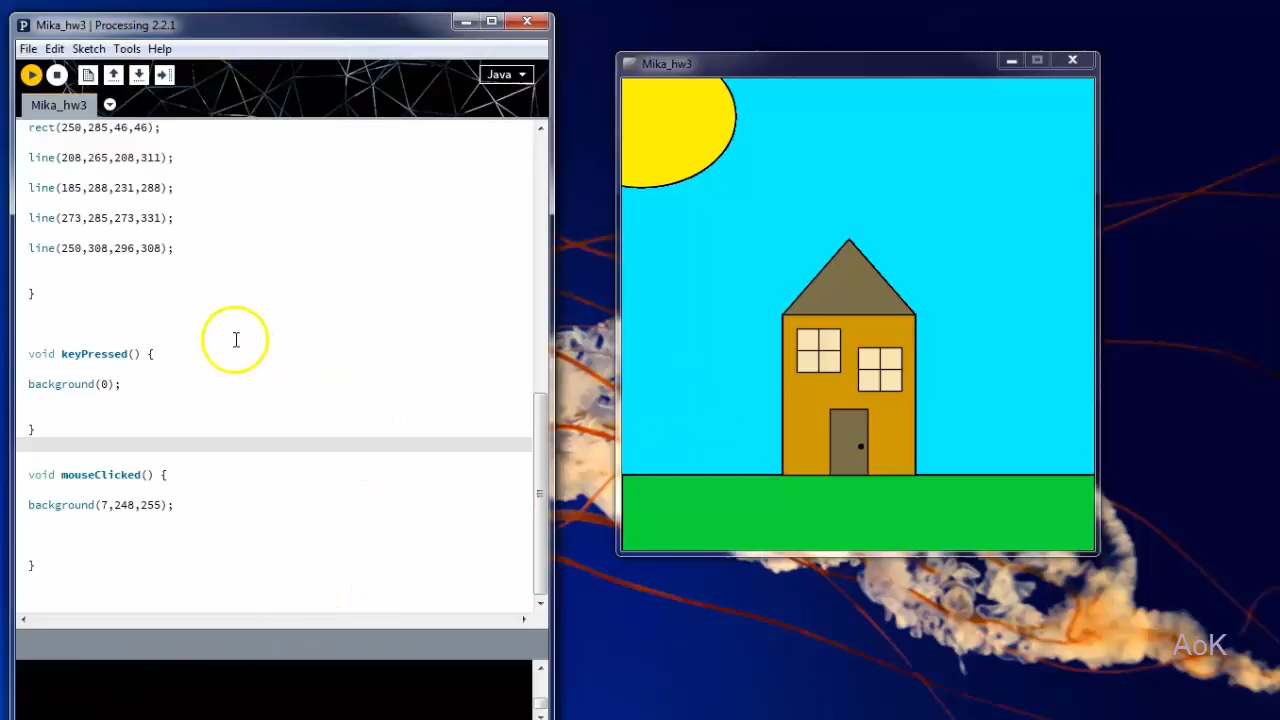 Mika_hw3 | Processing 2.2.1
File Edit Sketch Tools Help
Java
Mika_hw3
rect(250,285,46,46);
line(208,265,208,311);
line(185,288,231,288);
line(273,285,273,331);
line(250,308,296,308);
}
void keyPressed() {
background(0);
}
void mouseClicked() {
background(7,248,255);
}
Mika_hw3
AoK